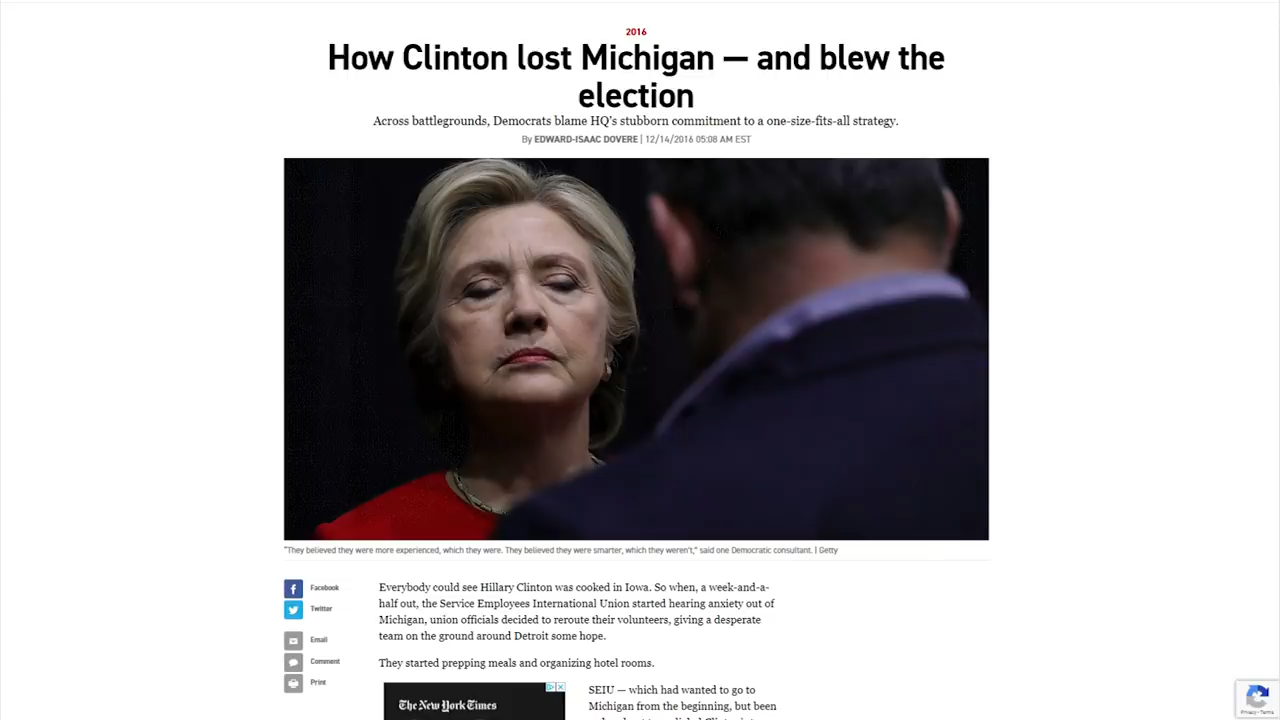 2016
How Clinton lost Michigan — and blew the
election
Across battlegrounds, Democrats blame HQ's stubborn commitment to a one-size-fits-all strategy.
By EDWARD-ISAAC DOVERE | 12/14/2016 05:08 AM EST
"They believed they were more experienced, which they were. They believed they were smarter, which they weren't," said one Democratic consultant. | Getty
Facebook
Twitter
Email
Comment
Print
Everybody could see Hillary Clinton was cooked in Iowa. So when, a week-and-a-
half out, the Service Employees International Union started hearing anxiety out of
Michigan, union officials decided to reroute their volunteers, giving a desperate
team on the ground around Detroit some hope.
They started prepping meals and organizing hotel rooms.
The New York Times
SEIU — which had wanted to go to
Michigan from the beginning, but been
Privacy - Terms